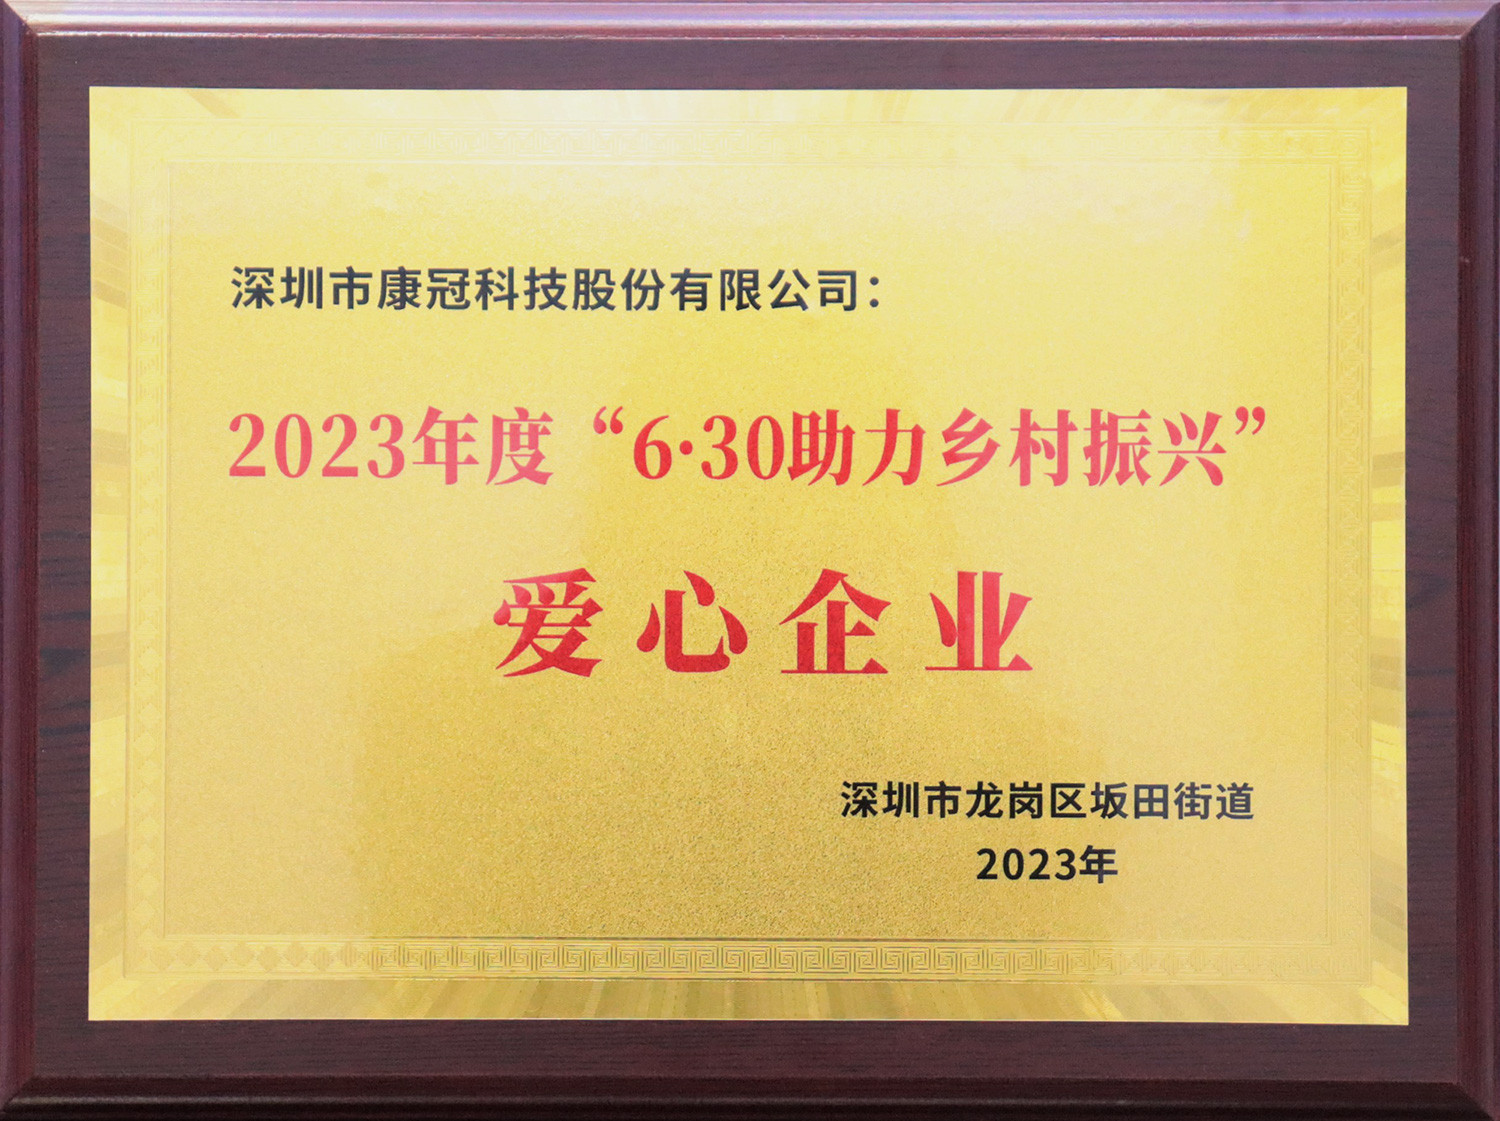 深圳市康冠科技股份有限公司：
2023年度“6·30助力乡村振兴”
爱心企业
深圳市龙岗区坂田街道
2023年